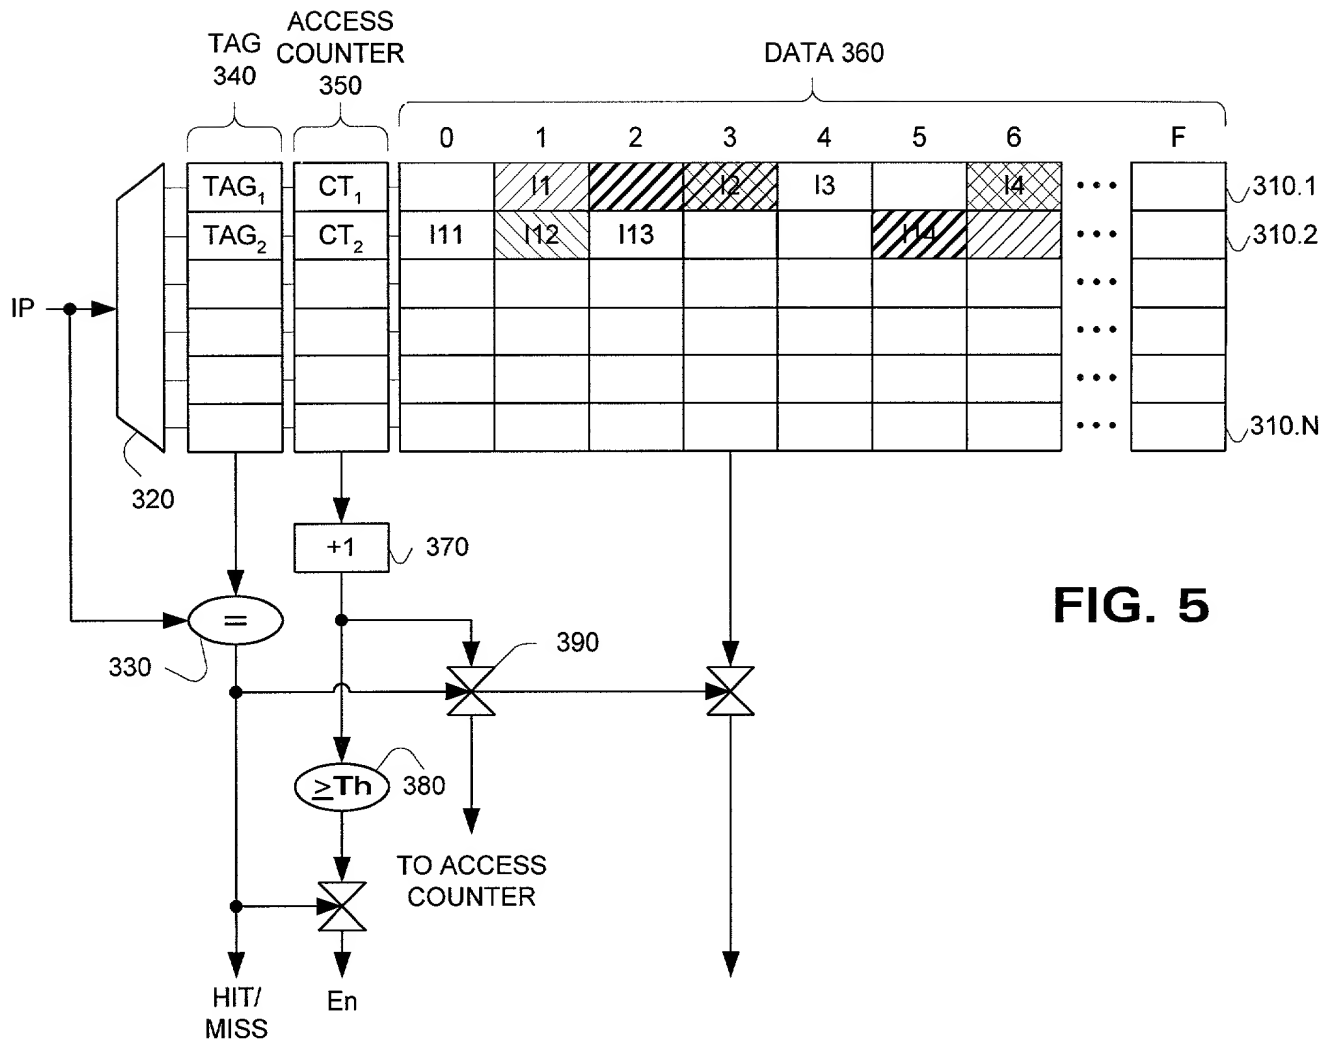 TAG
340
ACCESS
COUNTER
350
DATA 360
0 1 2 3 4 5 6 F
TAG1 CT1 I1 I2 I3 I4 • • • 310.1
TAG2 CT2 I11 I12 I13 I14 • • • 310.2
• • •
IP
• • •
• • •
• • • 310.N
320
+1 370
FIG. 5
=
330
390
≥Th 380
TO ACCESS
COUNTER
HIT/
MISS
En